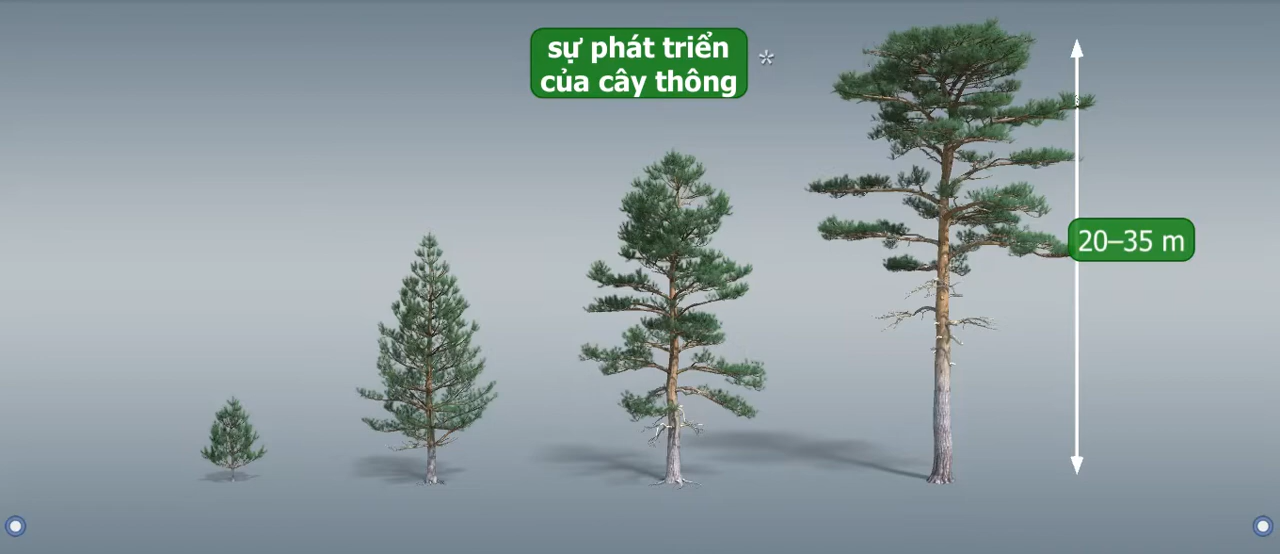 sự phát triển
của cây thông
*
20–35 m